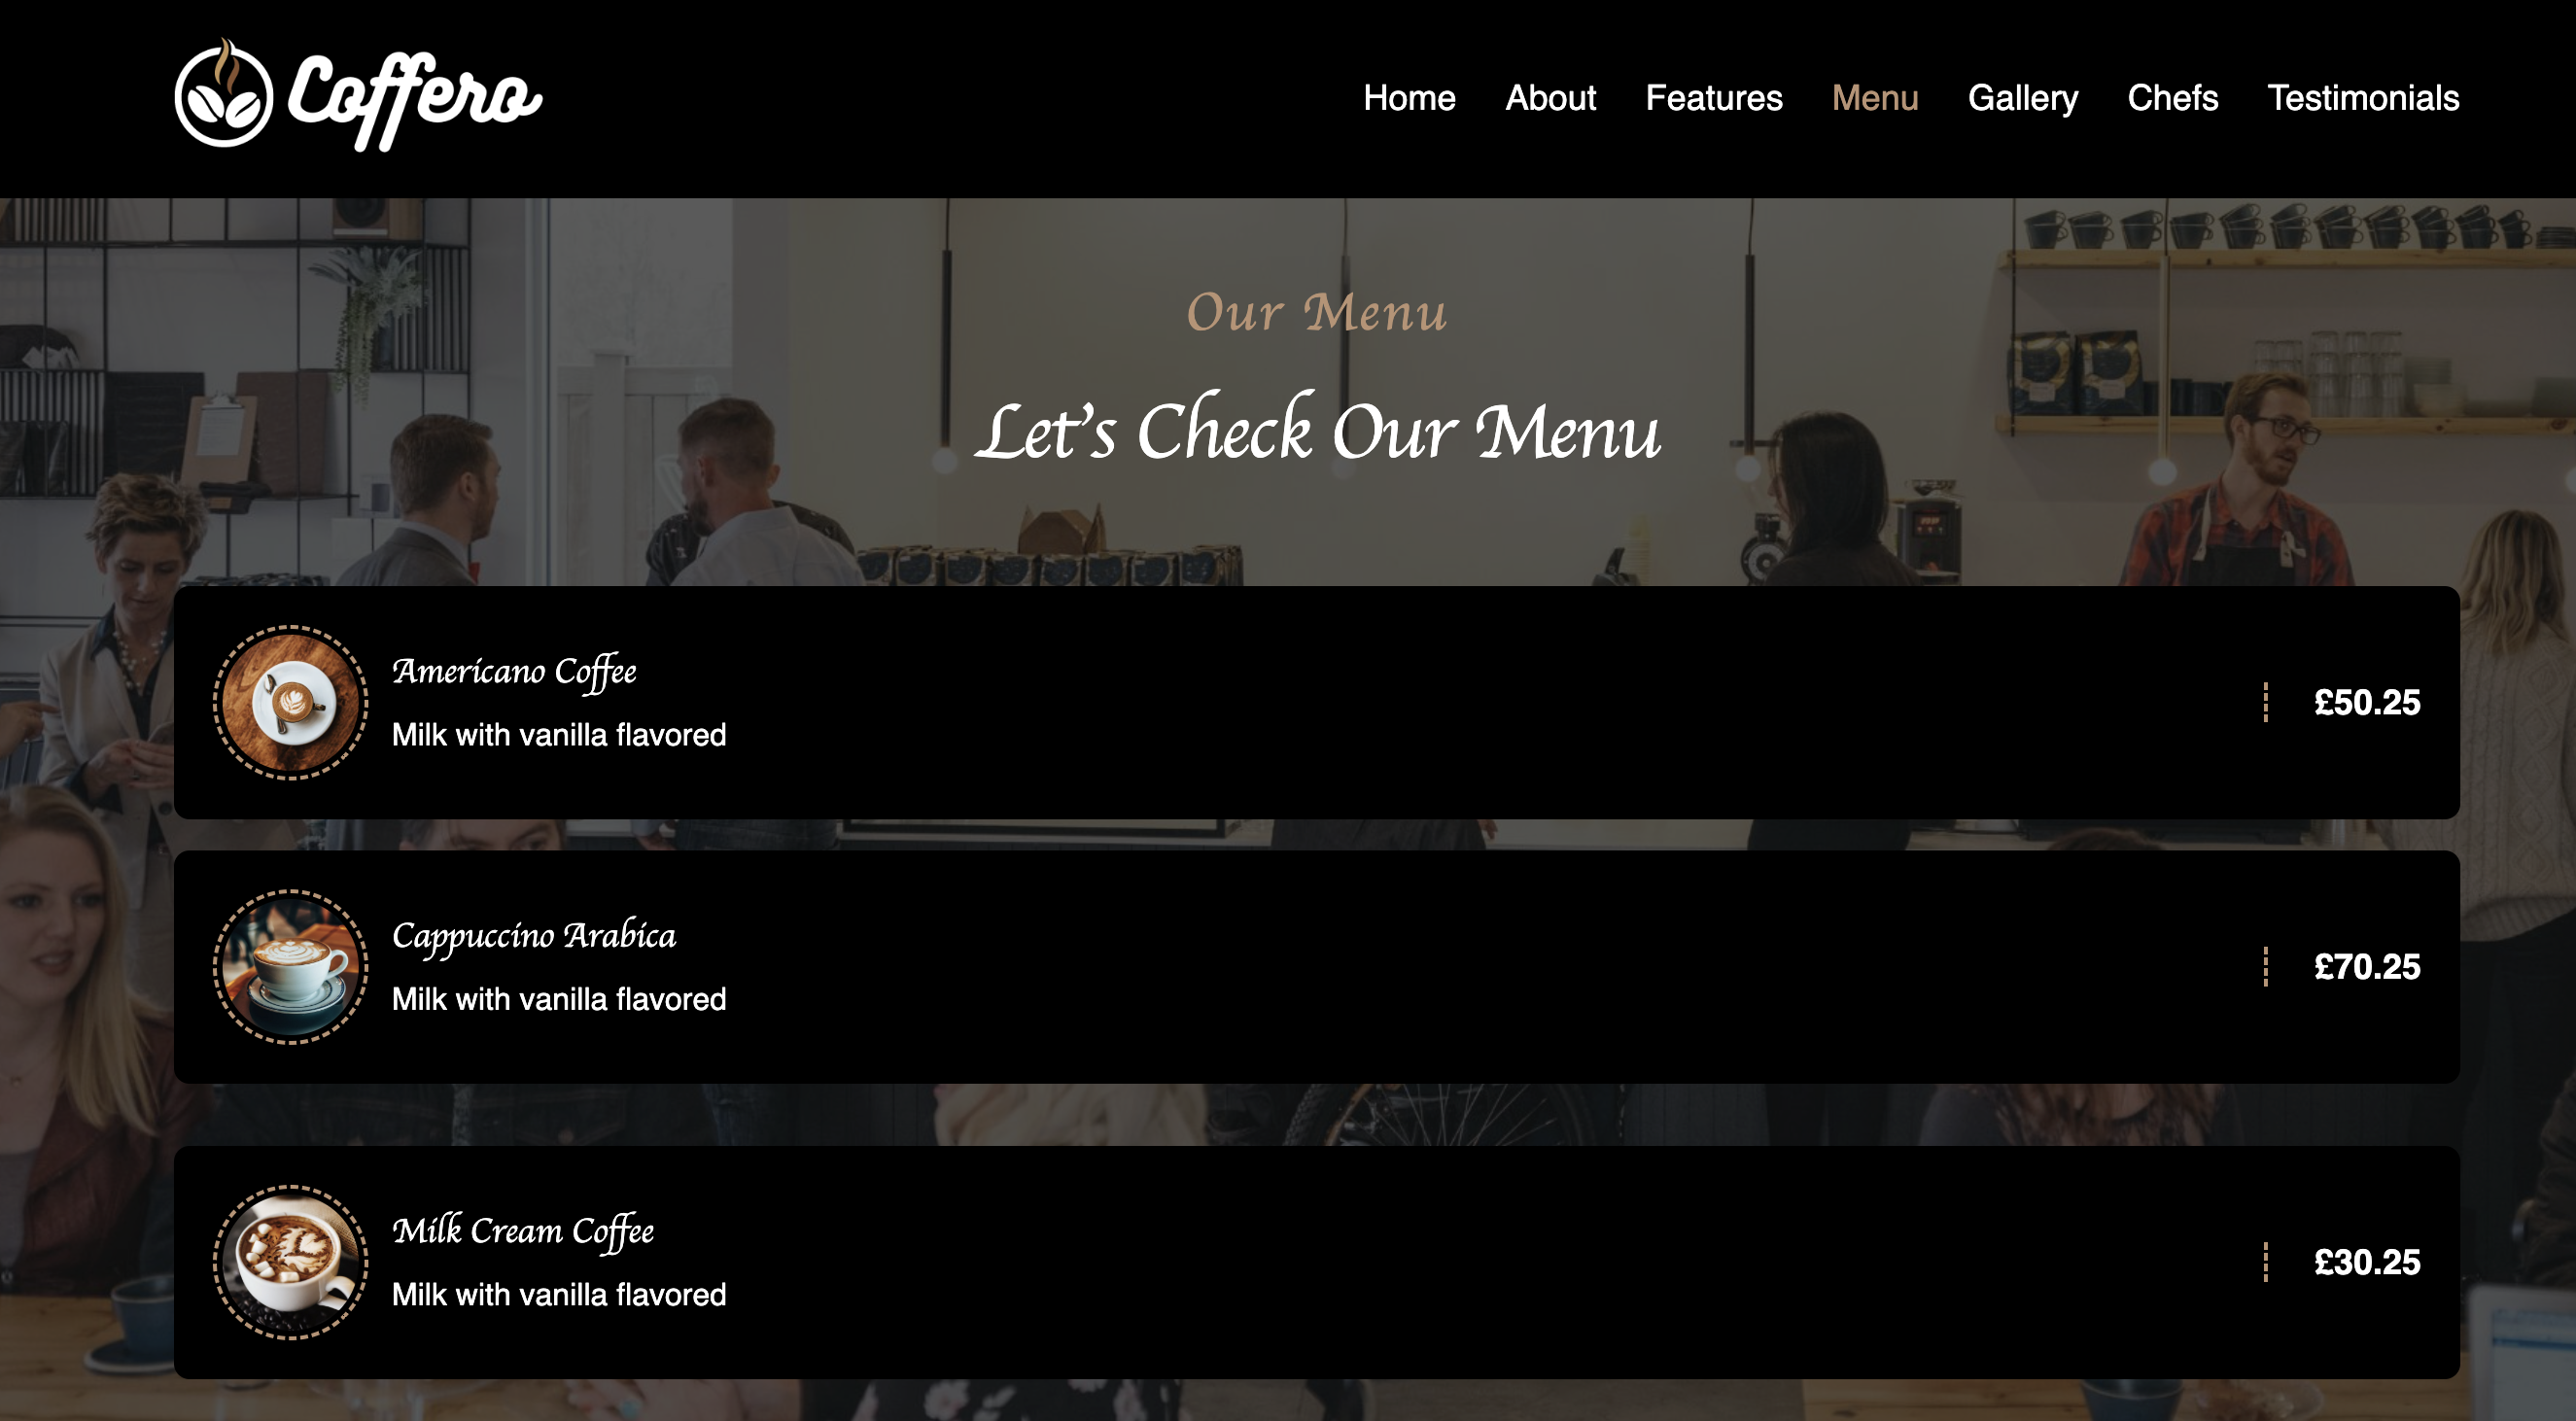 Coffero
Home About Features Menu Gallery Chefs Testimonials
Our Menu
Let's Check Our Menu
Americano Coffee
Milk with vanilla flavored
£50.25
Cappuccino Arabica
Milk with vanilla flavored
£70.25
Milk Cream Coffee
Milk with vanilla flavored
£30.25